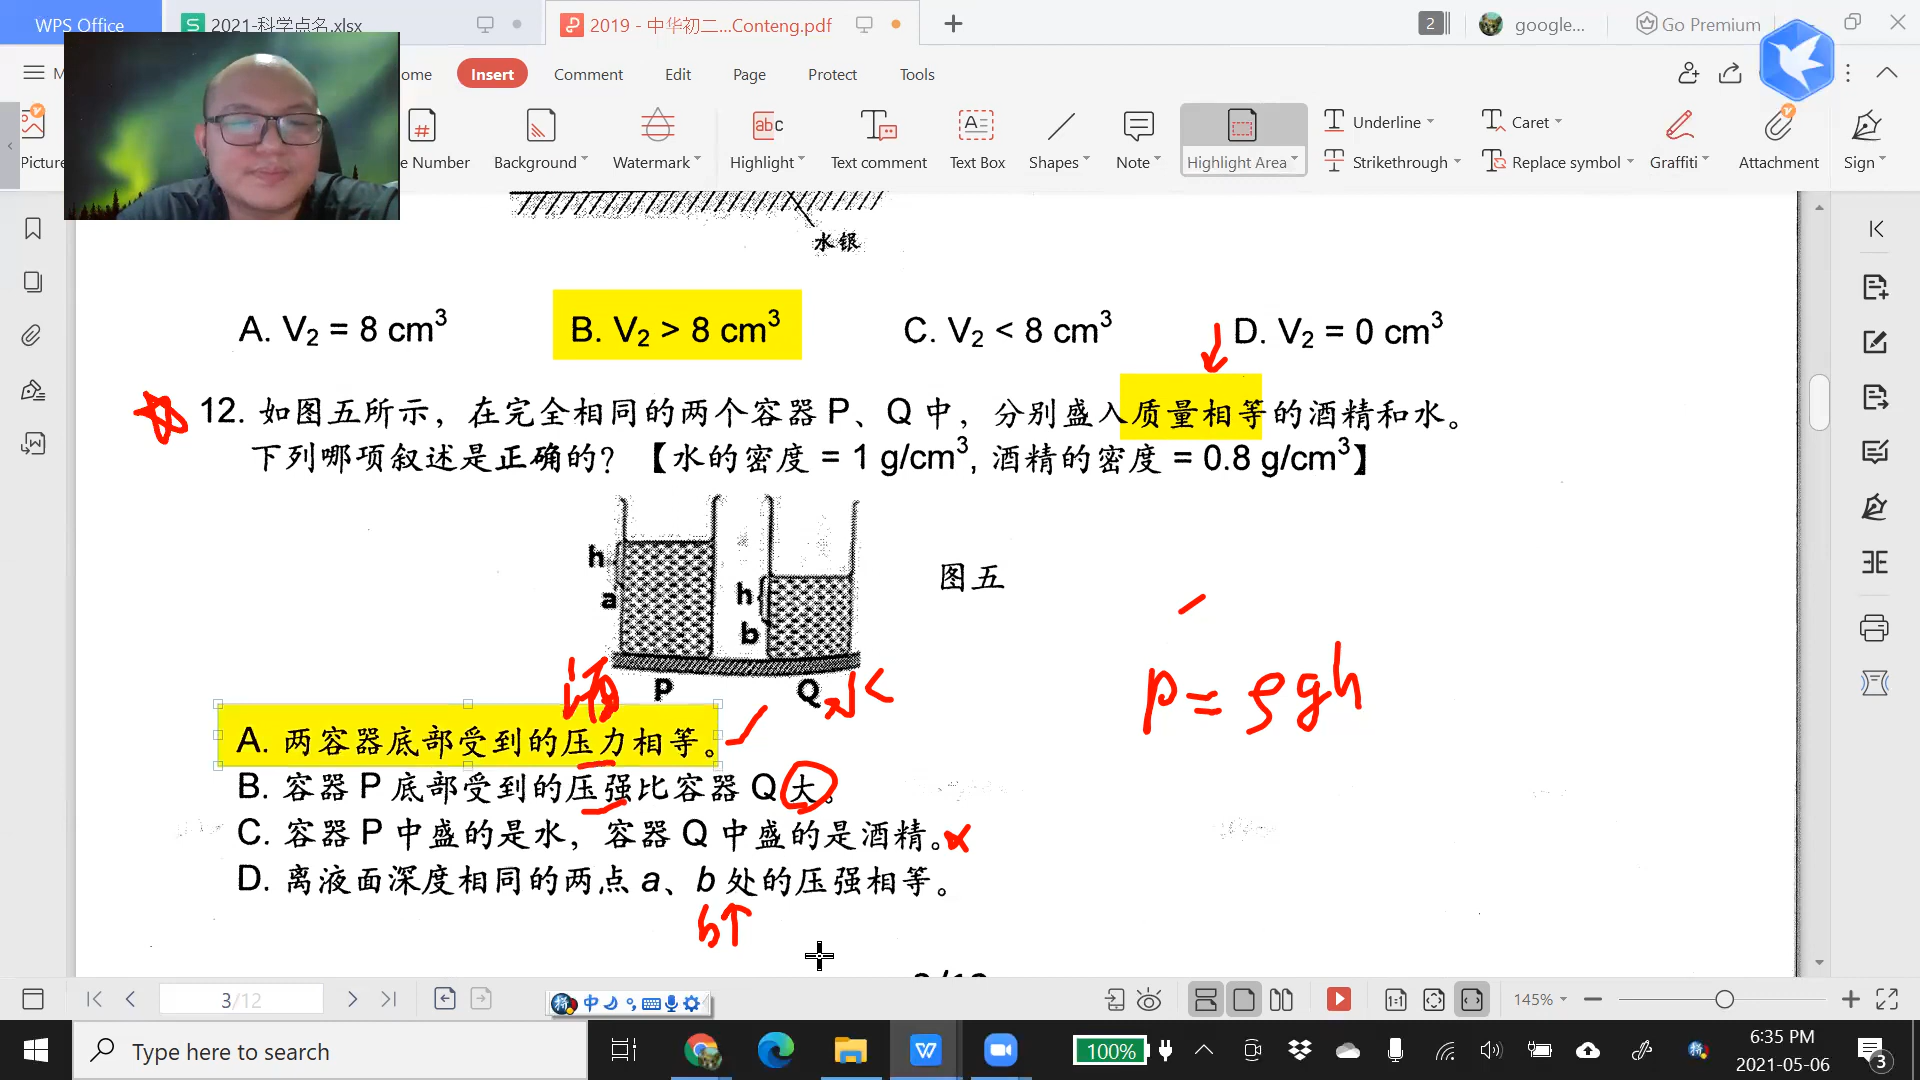 WPS Office
2021-科学点名.xlsx
2019 - 中华初二...Conteng.pdf
2
google...
Go Premium
Insert
Comment
Edit
Page
Protect
Tools
Picture
Background
Watermark
Highlight
Text comment
Text Box
Shapes
Note
Highlight Area
Underline
Strikethrough
Caret
Replace symbol
Graffiti
Attachment
Sign
水银
A. V₂ = 8 cm³
B. V₂ > 8 cm³
C. V₂ < 8 cm³
D. V₂ = 0 cm³
12. 如图五所示，在完全相同的两个容器 P、Q 中，分别盛入质量相等的酒精和水。
下列哪项叙述是正确的？【水的密度 = 1 g/cm³, 酒精的密度 = 0.8 g/cm³】
h
a
h
b
图五
P
Q
酒
水
p = ρgh
A. 两容器底部受到的压力相等。
B. 容器 P 底部受到的压强比容器 Q 大。
C. 容器 P 中盛的是水，容器 Q 中盛的是酒精。
D. 离液面深度相同的两点 a、b 处的压强相等。
b↑
3/12
中
145%
Type here to search
100%
6:35 PM
2021-05-06
3